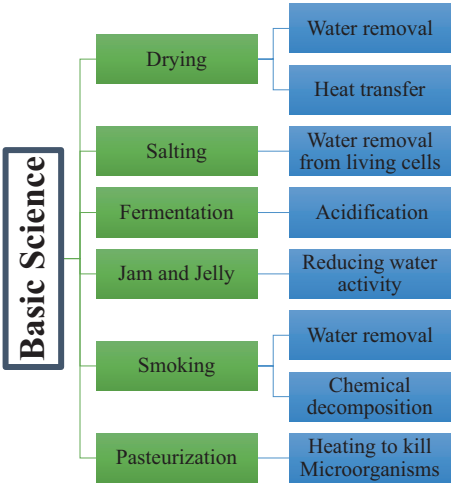 Basic Science
Drying
Water removal
Heat transfer
Salting
Water removal
from living cells
Fermentation
Acidification
Jam and Jelly
Reducing water
activity
Smoking
Water removal
Chemical
decomposition
Pasteurization
Heating to kill
Microorganisms